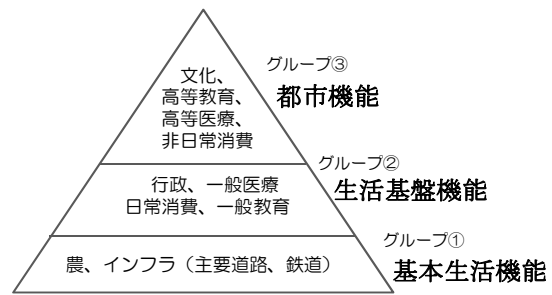 文化、
高等教育、
高等医療、
非日常消費
グループ③
都市機能
行政、一般医療
日常消費、一般教育
グループ②
生活基盤機能
農、インフラ（主要道路、鉄道）
グループ①
基本生活機能